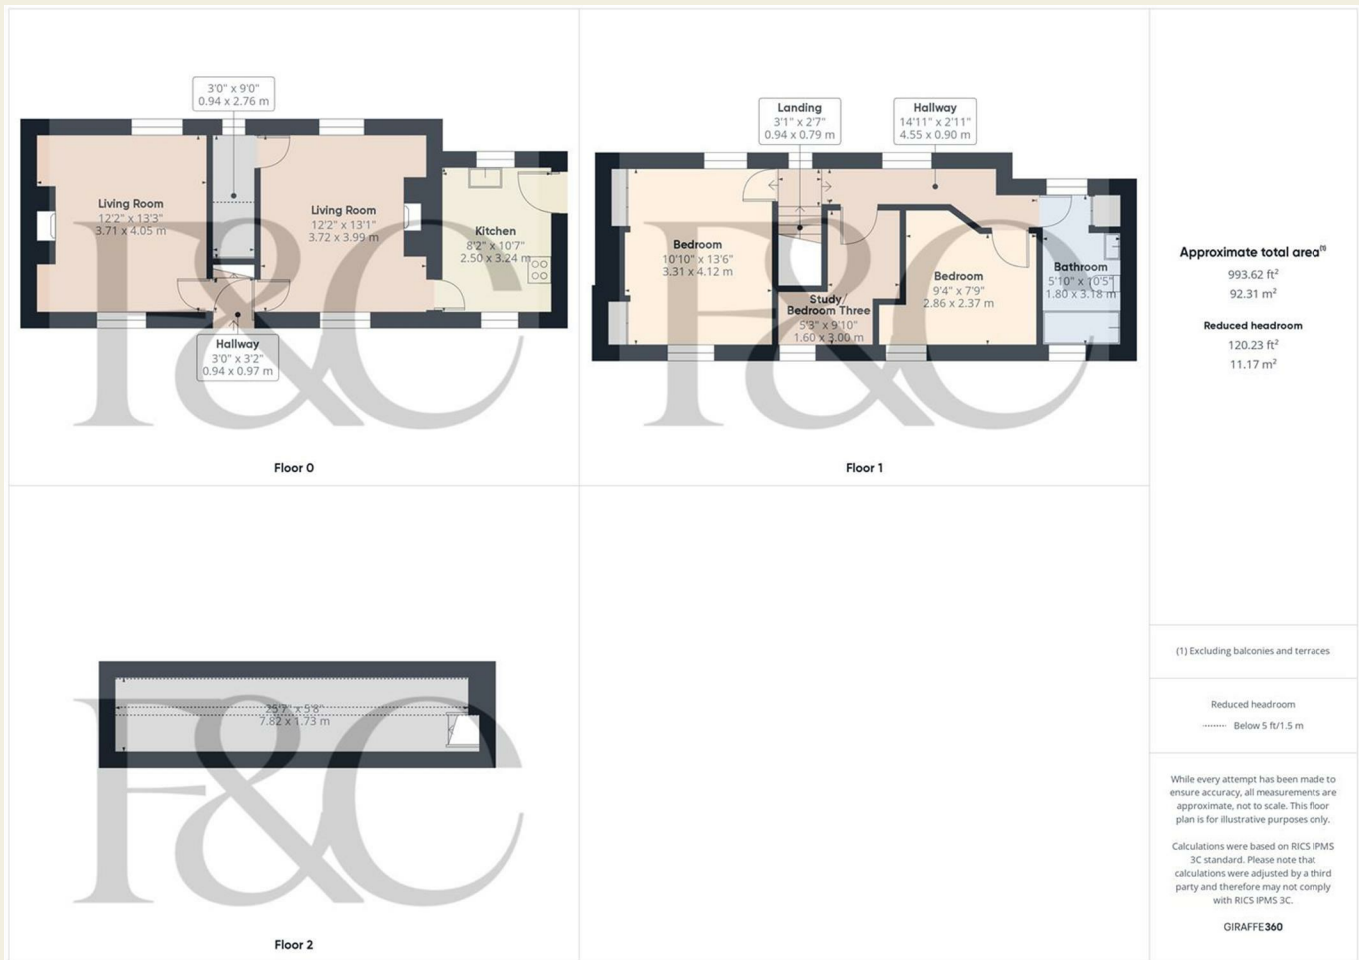 3'0" x 9'0"
0.94 x 2.76 m
Living Room
12'2" x 13'3"
3.71 x 4.05 m
Living Room
12'2" x 13'1"
3.72 x 3.99 m
Kitchen
8'2" x 10'7"
2.50 x 3.24 m
Hallway
3'0" x 3'2"
0.94 x 0.97 m
F&C
Floor 0
Landing
3'1" x 2'7"
0.94 x 0.79 m
Hallway
14'11" x 2'11"
4.55 x 0.90 m
Bedroom
10'10" x 13'6"
3.31 x 4.12 m
Study/
Bedroom Three
5'3" x 9'10"
1.60 x 3.00 m
Bedroom
9'4" x 7'9"
2.86 x 2.37 m
Bathroom
5'10" x 10'5"
1.80 x 3.18 m
F&C
Floor 1
25'7" x 5'8"
7.82 x 1.73 m
F&C
Floor 2
Approximate total area(1)
993.62 ft²
92.31 m²
Reduced headroom
120.23 ft²
11.17 m²
(1) Excluding balconies and terraces
Reduced headroom
Below 5 ft/1.5 m
While every attempt has been made to
ensure accuracy, all measurements are
approximate, not to scale. This floor
plan is for illustrative purposes only.
Calculations were based on RICS IPMS
3C standard. Please note that
calculations were adjusted by a third
party and therefore may not comply
with RICS IPMS 3C.
GIRAFFE360